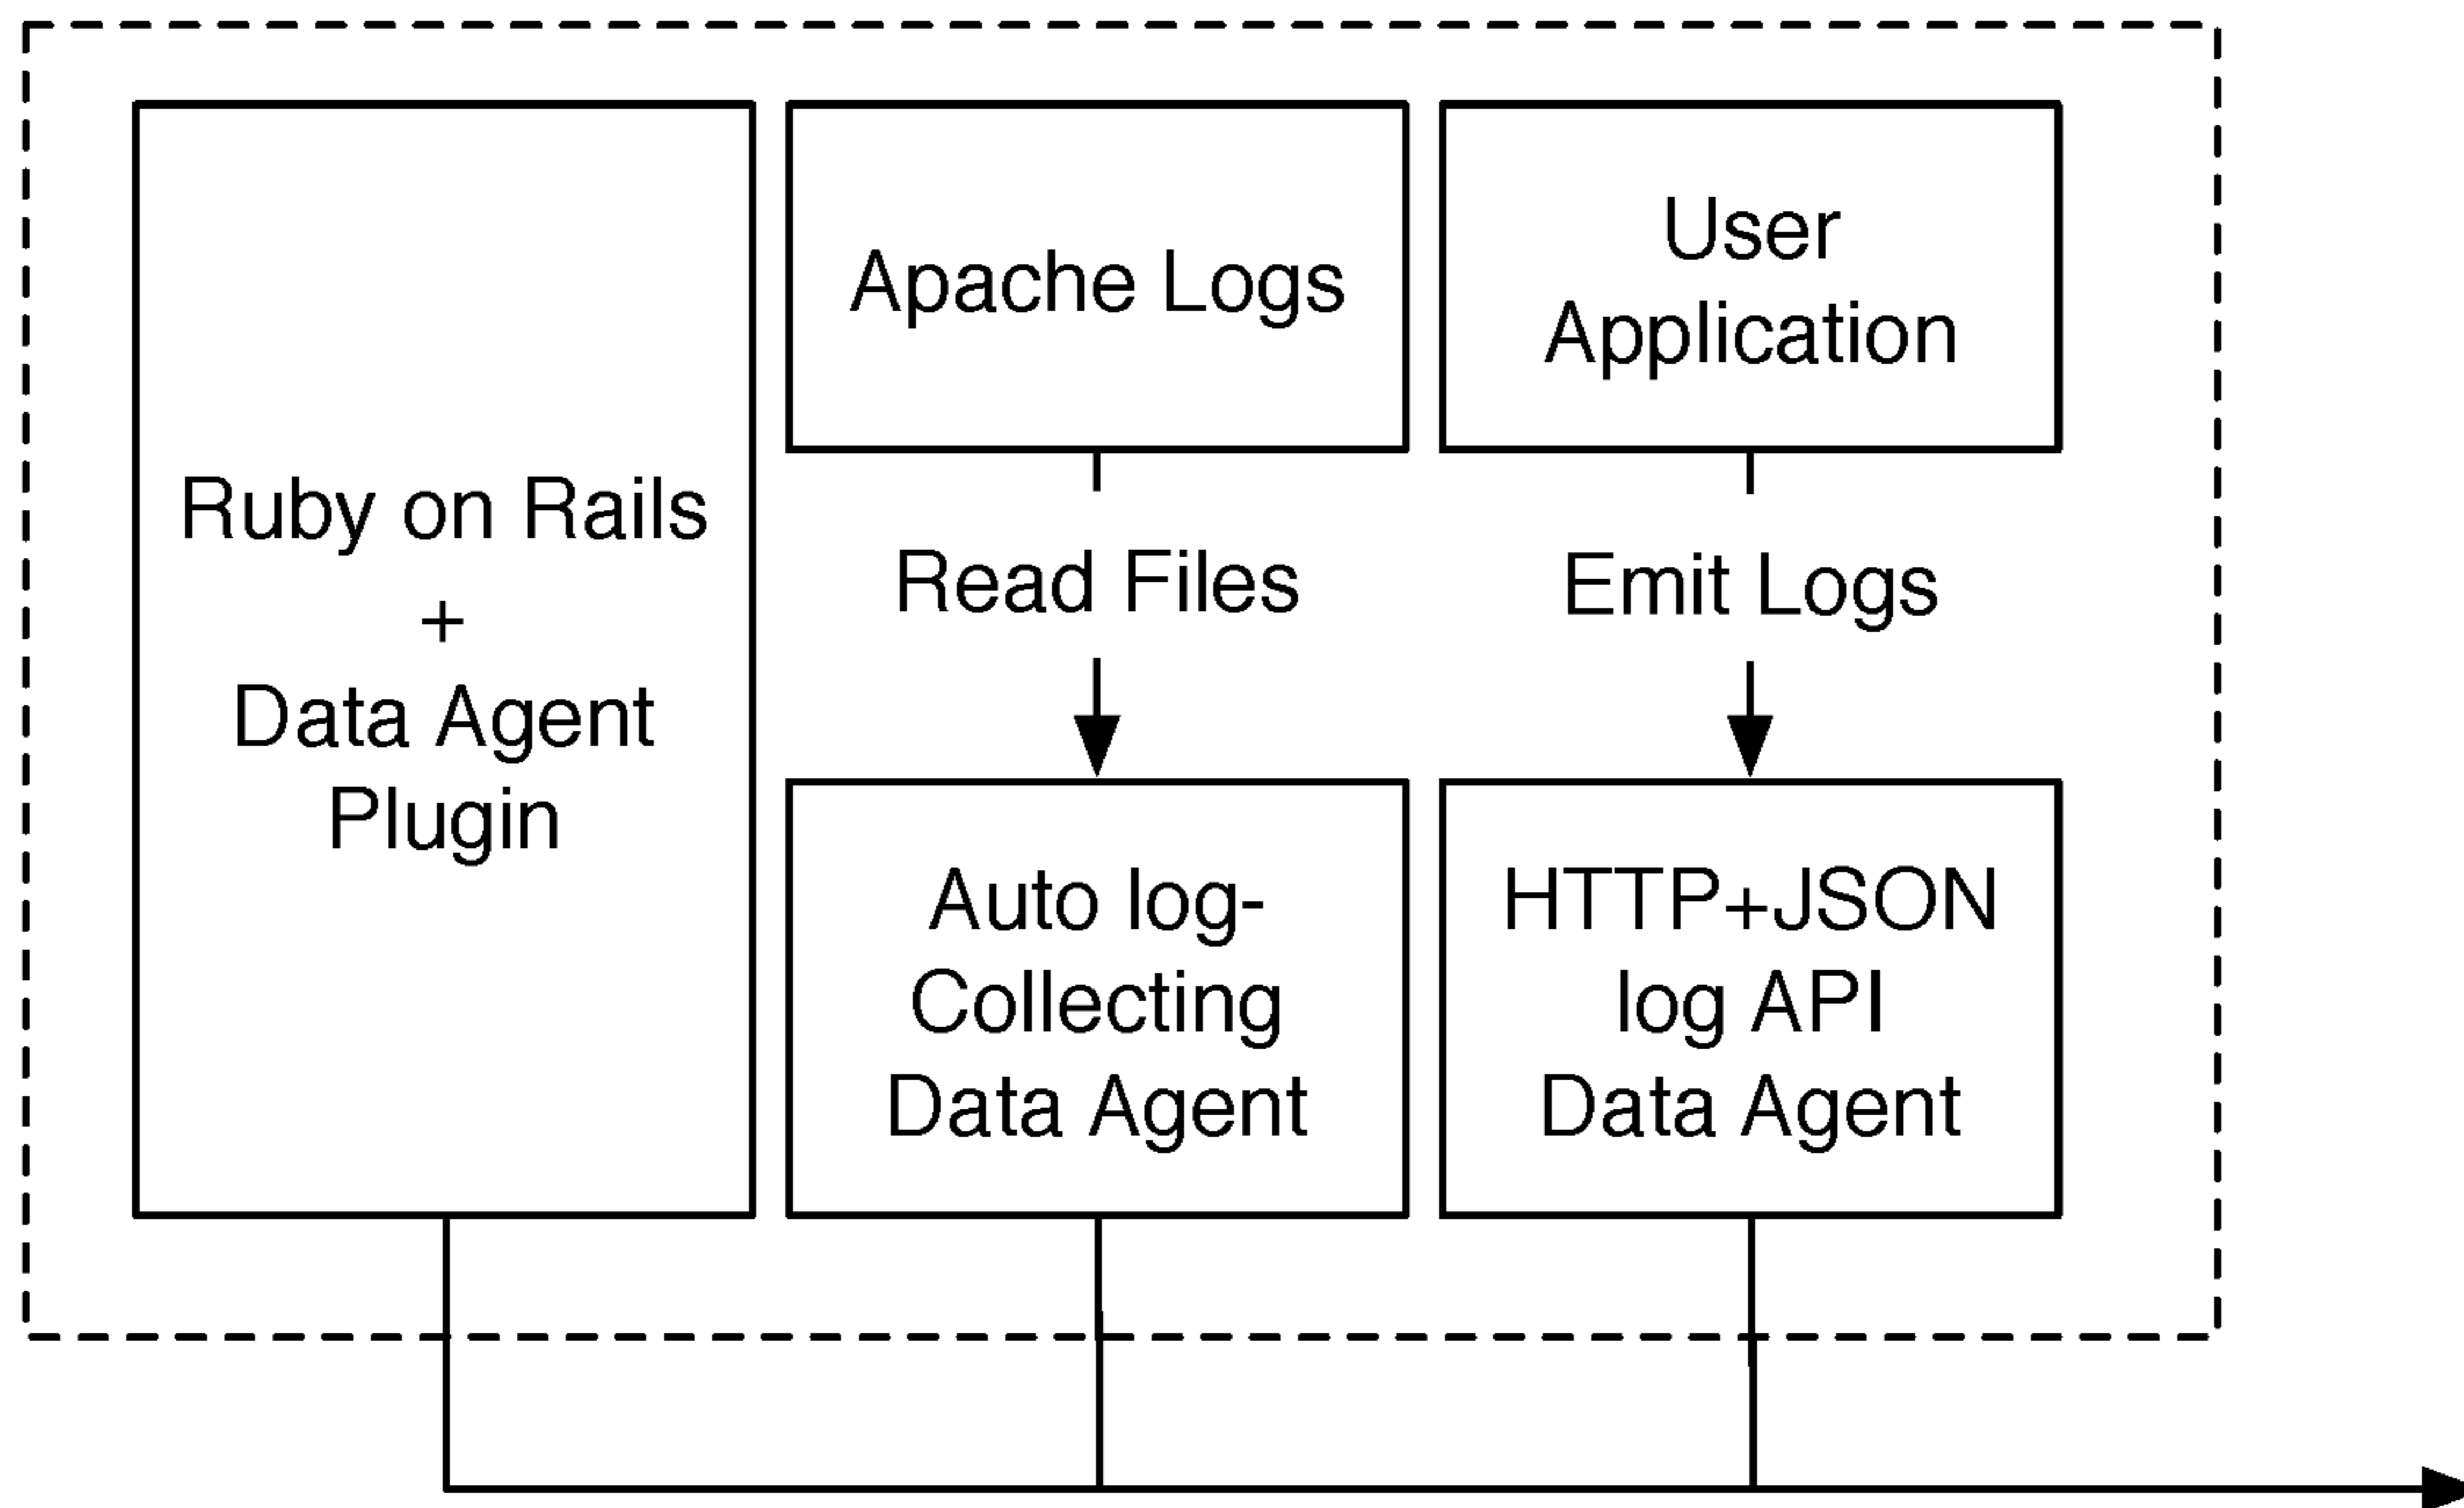 Ruby on Rails
+
Data Agent
Plugin
Apache Logs
Read Files
Auto log-
Collecting
Data Agent
User
Application
Emit Logs
HTTP+JSON
log API
Data Agent